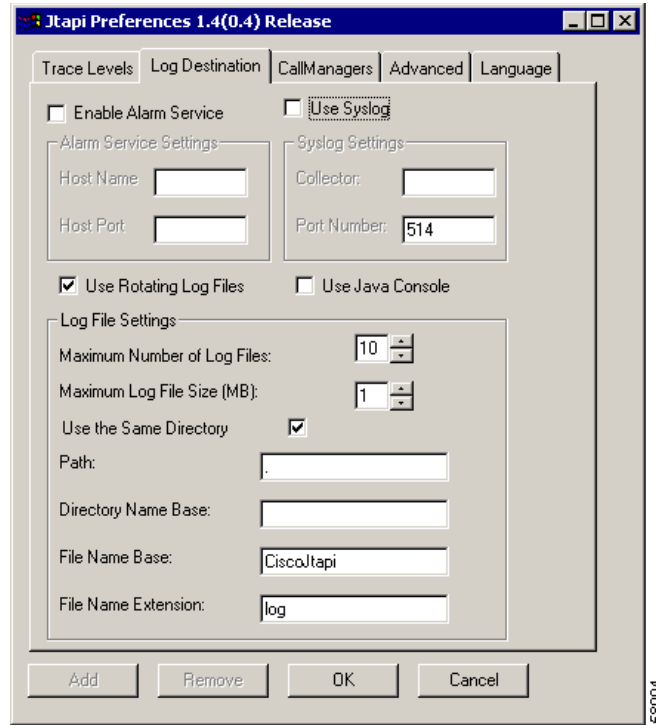 Jtapi Preferences 1.4(0.4) Release
Trace Levels Log Destination CallManagers Advanced Language
Enable Alarm Service Use Syslog
Alarm Service Settings Syslog Settings
Host Name Collector:
Host Port Port Number: 514
Use Rotating Log Files Use Java Console
Log File Settings
Maximum Number of Log Files: 10
Maximum Log File Size (MB): 1
Use the Same Directory
Path: .
Directory Name Base:
File Name Base: CiscoJtapi
File Name Extension: log
Add Remove OK Cancel